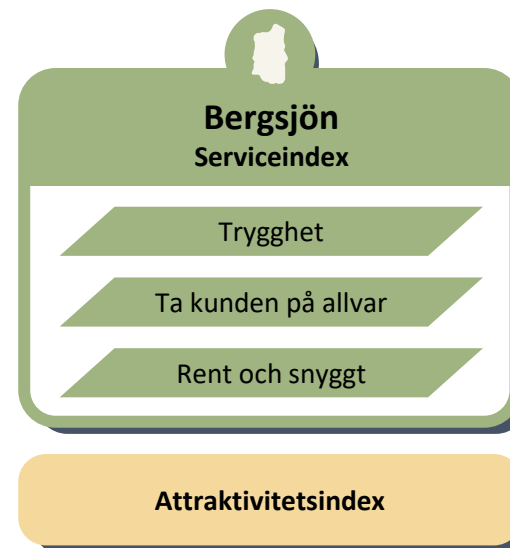 Bergsjön
Serviceindex
Trygghet
Ta kunden på allvar
Rent och snyggt
Attraktivitetsindex